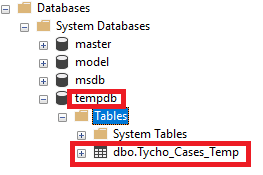 Databases
System Databases
master
model
msdb
tempdb
Tables
System Tables
dbo.Tycho_Cases_Temp